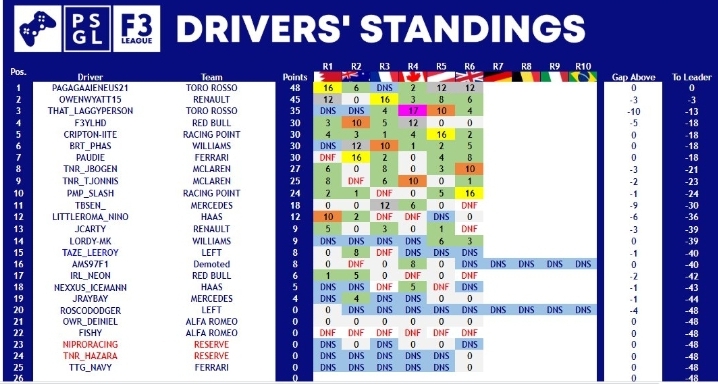 PS GL F3 LEAGUE DRIVERS' STANDINGS
R1 R2 R3 R4 R5 R6 R7 R8 R9 R10
Pos. Driver Team Points Gap Above To Leader
1 PAGAGAAIENEUS21 TORO ROSSO 48 16 6 DNS 2 12 12 0 0
2 OWENWYATT15 RENAULT 45 12 0 16 3 8 6 -3 -3
3 THAT_LAGGYPERSON TORO ROSSO 35 DNS DNS 4 17 10 4 -10 -13
4 F3YLHD RED BULL 30 3 10 5 12 0 0 -5 -18
5 CRIPTON-IITE RACING POINT 30 4 3 1 4 16 2 0 -18
6 BRT_PHAS WILLIAMS 30 DNS 12 10 1 2 5 0 -18
7 PAUDIE FERRARI 30 DNF 16 2 0 4 8 0 -18
8 TNR_JBOGEN MCLAREN 27 6 0 8 0 3 10 -3 -21
9 TNR_TJONNIS MCLAREN 25 8 DNF 6 10 0 1 -2 -23
10 PMP_SLASH RACING POINT 24 2 1 DNF 0 5 16 -1 -24
11 TBSEN_ MERCEDES 18 0 0 12 6 0 DNF -9 -30
12 LITTLEROMA_NINO HAAS 12 10 2 DNF DNF DNS 0 -6 -36
13 JCARTY RENAULT 9 5 0 3 0 1 DNF -3 -39
14 LORDY-MK WILLIAMS 9 DNS DNS DNS DNS 6 3 0 -39
15 TAZE_LEEROY LEFT 8 0 8 DNF DNS DNS DNS -1 -40
16 AMS97F1 Demoted 8 0 DNF 0 8 0 DNS DNS DNS DNS DNS 0 -40
17 IRL_NEON RED BULL 6 1 5 0 DNF 0 DNF -2 -42
18 NEXXUS_ICEMANN HAAS 5 DNS DNS DNF 5 DNF DNS -1 -43
19 JRAYBAY MERCEDES 4 DNS 4 DNS DNS 0 0 -1 -44
20 ROSCODODGER LEFT 0 0 DNS DNS DNS DNS DNS DNS DNS DNS DNS -4 -48
21 OWR_DEINIEL ALFA ROMEO 0 0 0 0 0 0 0 0 -48
22 FISHY ALFA ROMEO 0 DNF DNF DNF DNF DNF DNF 0 -48
23 NIPRORACING RESERVE 0 0 0 0 0 0 DNS 0 -48
24 TNR_HAZARA RESERVE 0 DNS DNS DNS DNS 0 DNS 0 -48
25 TTG_NAVY FERRARI 0 DNS DNS DNS DNS 0 0 0 -48
26 0 0 -48